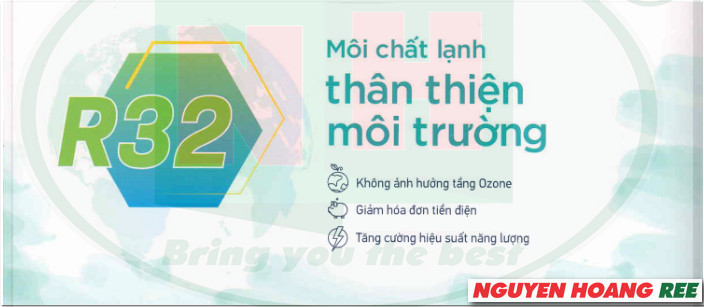 R32
Môi chất lạnh
thân thiện
môi trường
Không ảnh hưởng tầng Ozone
Giảm hóa đơn tiền điện
Tăng cường hiệu suất năng lượng
Bring you the best
NGUYEN HOANG REE